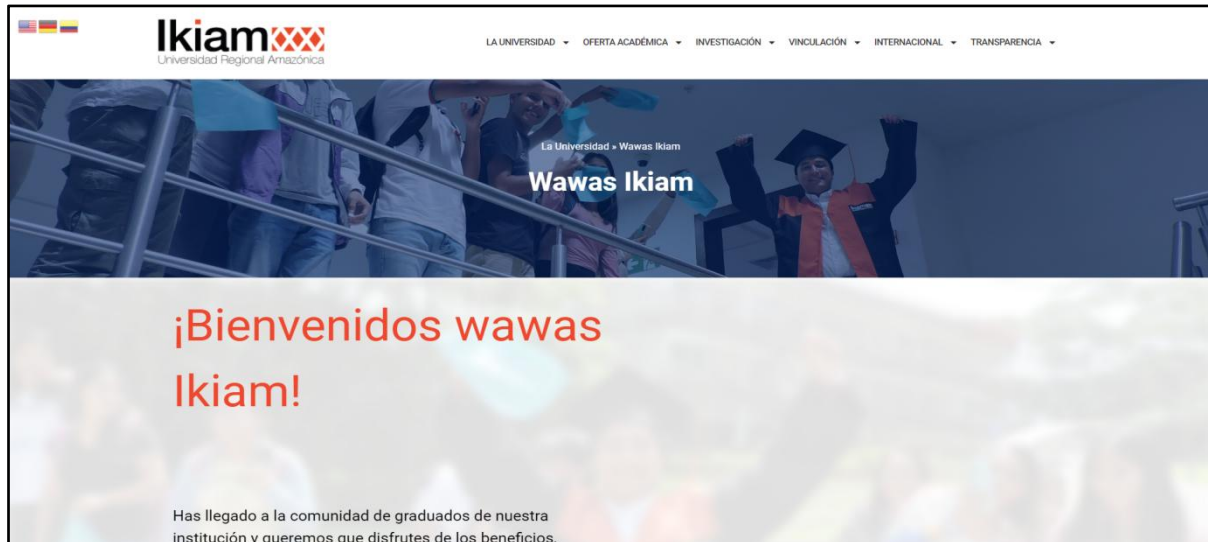 Ikiam
Universidad Regional Amazónica
LA UNIVERSIDAD OFERTA ACADÉMICA INVESTIGACIÓN VINCULACIÓN INTERNACIONAL TRANSPARENCIA
La Universidad » Wawas Ikiam
Wawas Ikiam
¡Bienvenidos wawas
Ikiam!
Has llegado a la comunidad de graduados de nuestra
institución y queremos que disfrutes de los beneficios,